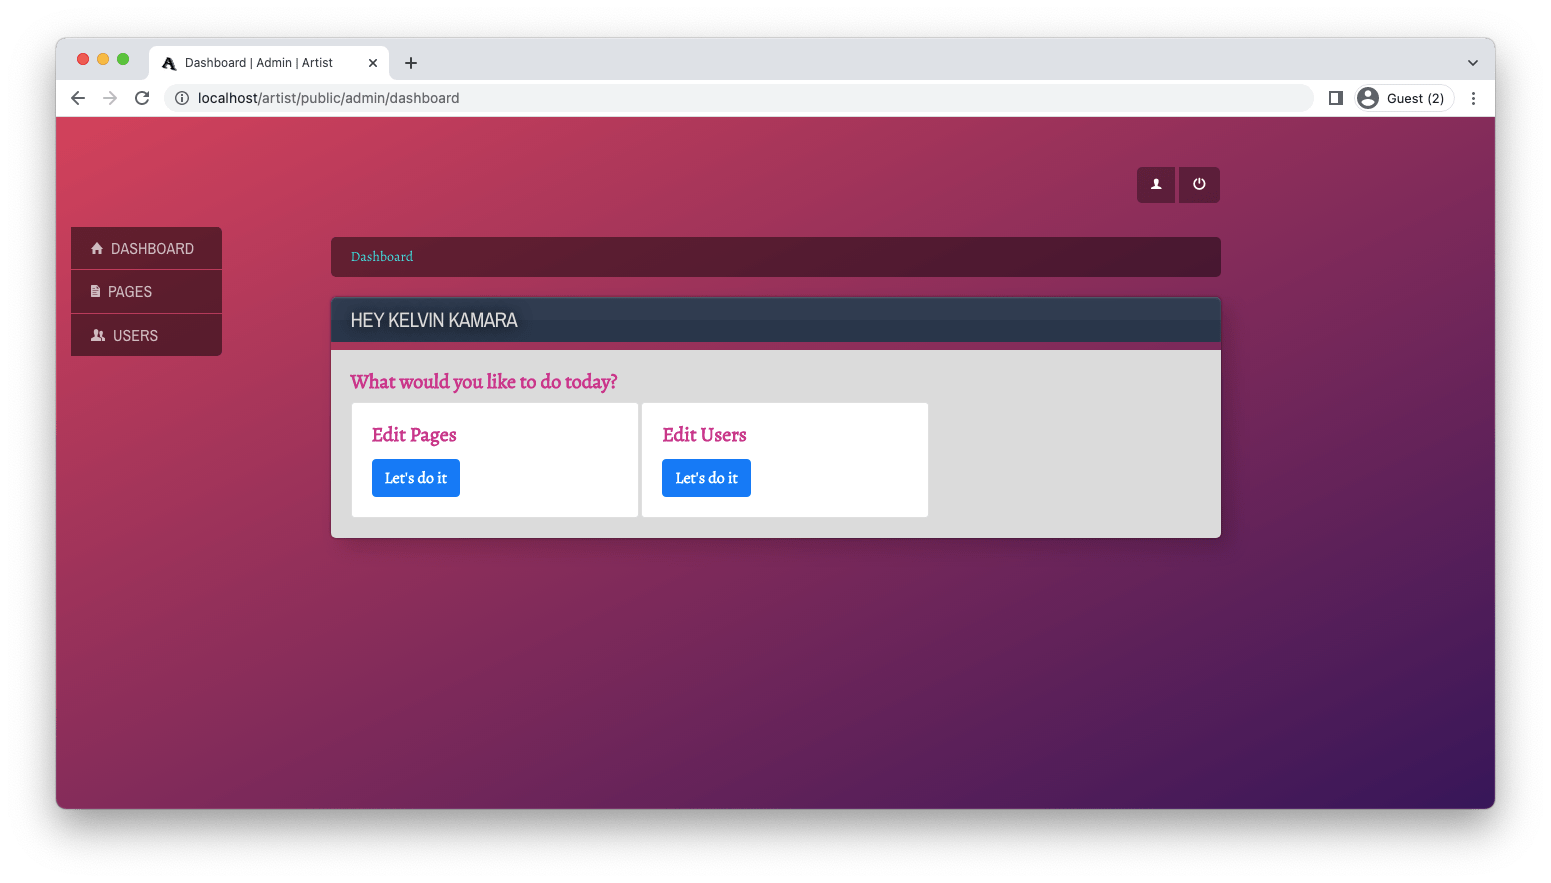 Dashboard | Admin | Artist
localhost/artist/public/admin/dashboard
Guest (2)
DASHBOARD
PAGES
USERS
Dashboard
HEY KELVIN KAMARA
What would you like to do today?
Edit Pages
Let's do it
Edit Users
Let's do it